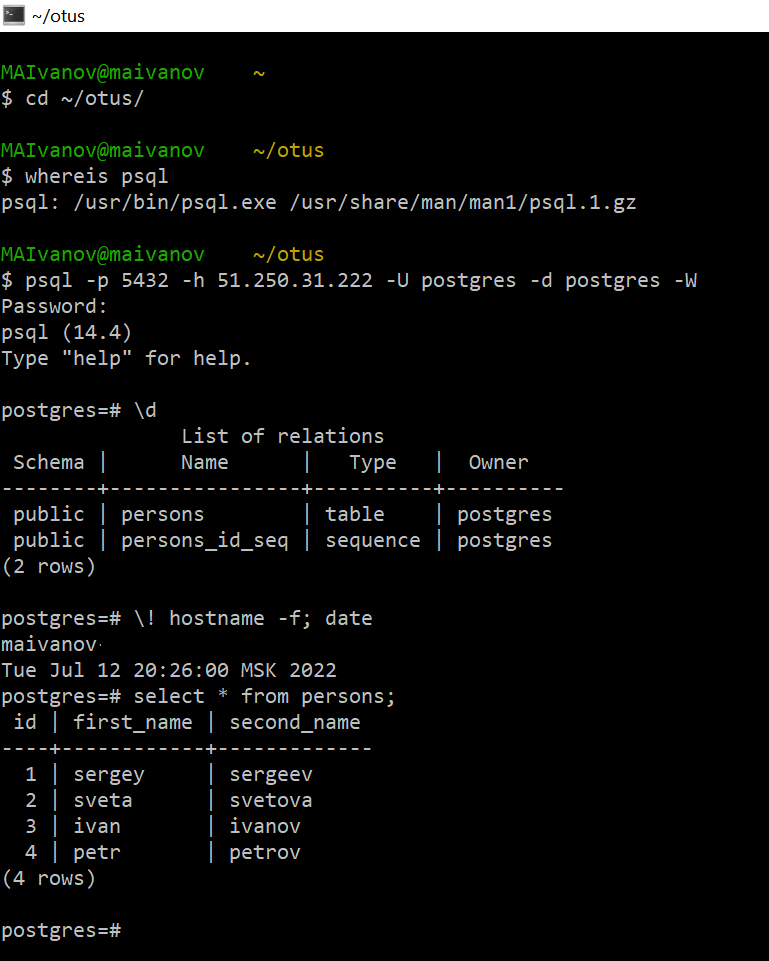 ~/otus
MAIvanov@maivanov    ~
$ cd ~/otus/
MAIvanov@maivanov    ~/otus
$ whereis psql
psql: /usr/bin/psql.exe /usr/share/man/man1/psql.1.gz
MAIvanov@maivanov    ~/otus
$ psql -p 5432 -h 51.250.31.222 -U postgres -d postgres -W
Password:
psql (14.4)
Type "help" for help.
postgres=# \d
               List of relations
 Schema |      Name      |   Type   |  Owner
--------+----------------+----------+----------
 public | persons        | table    | postgres
 public | persons_id_seq | sequence | postgres
(2 rows)
postgres=# \! hostname -f; date
maivanov
Tue Jul 12 20:26:00 MSK 2022
postgres=# select * from persons;
 id | first_name | second_name
----+------------+-------------
  1 | sergey     | sergeev
  2 | sveta      | svetova
  3 | ivan       | ivanov
  4 | petr       | petrov
(4 rows)
postgres=#